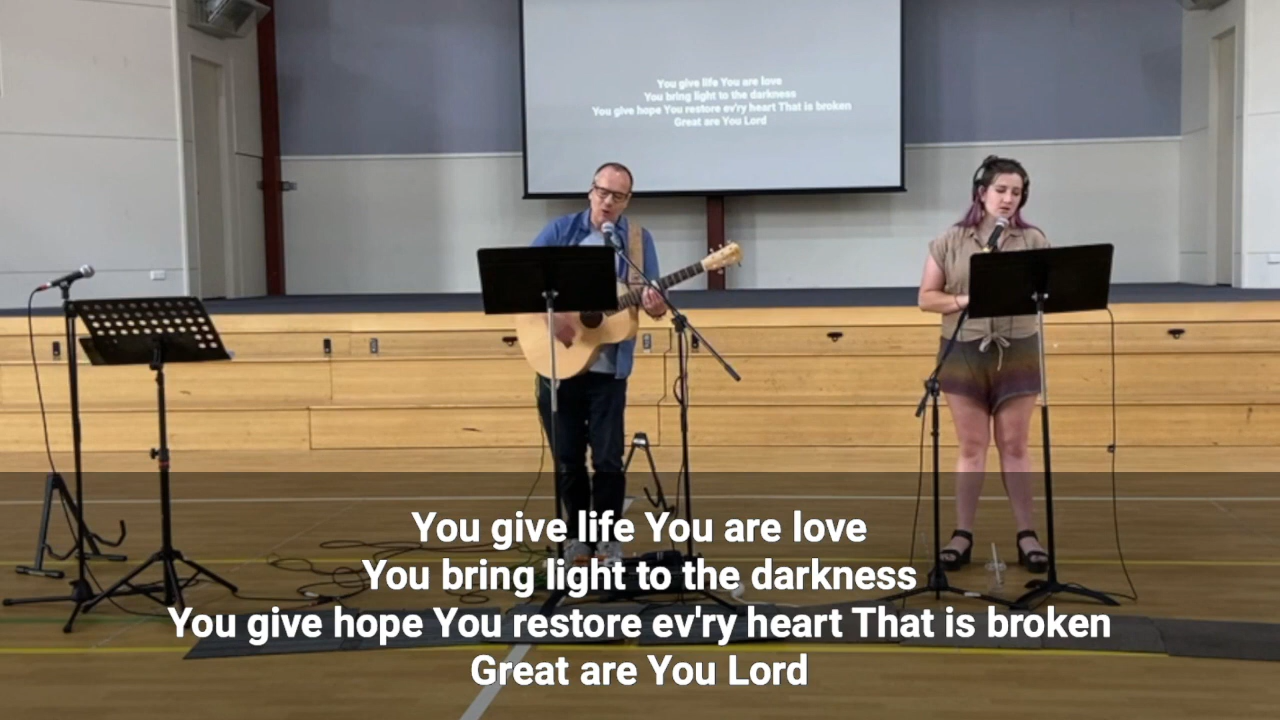 You give life You are love
You bring light to the darkness
You give hope You restore ev'ry heart That is broken
Great are You Lord
You give life You are love
You bring light to the darkness
You give hope You restore ev'ry heart That is broken
Great are You Lord